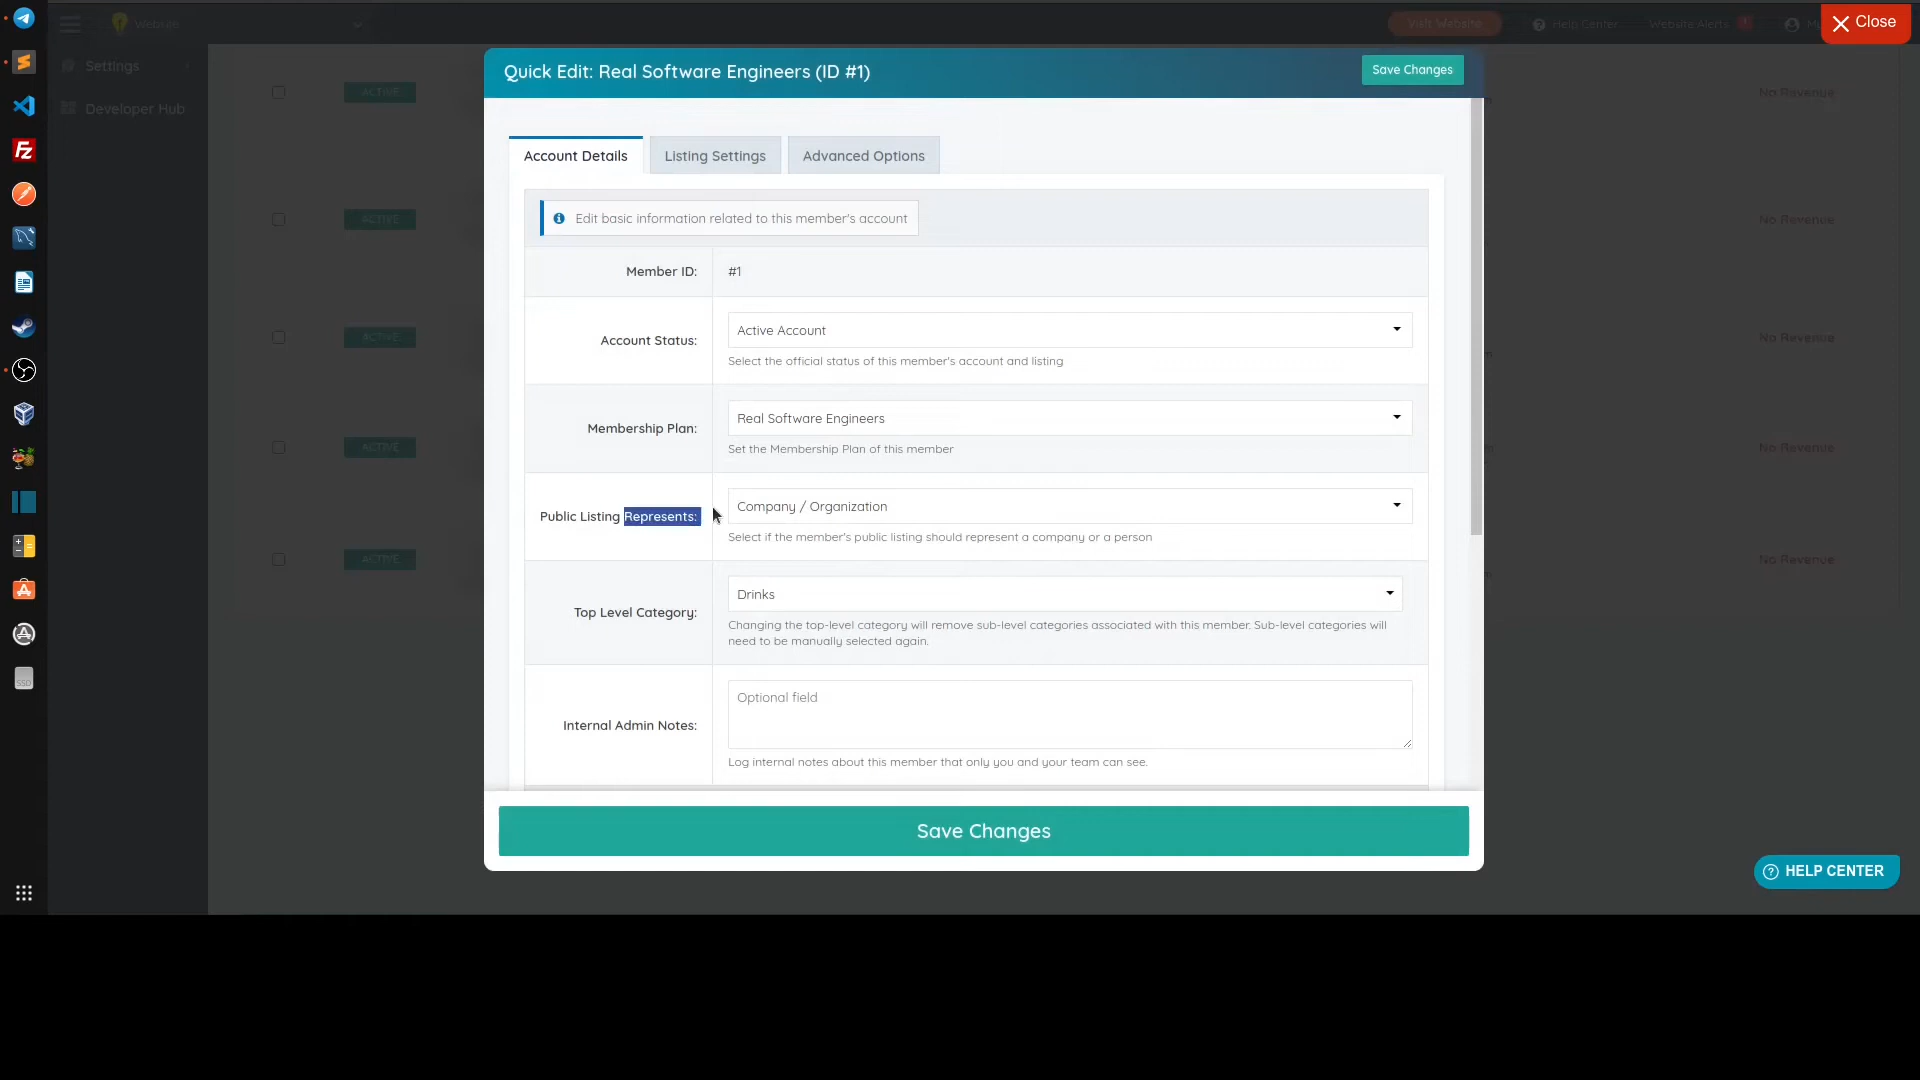 Website
Visit Website
Help Center
Website Alerts
Close
Settings
Developer Hub
Quick Edit: Real Software Engineers (ID #1)
Save Changes
ACTIVE
No Revenue
Account Details
Listing Settings
Advanced Options
Edit basic information related to this member's account
ACTIVE
No Revenue
Member ID:
#1
Account Status:
Active Account
Select the official status of this member's account and listing
ACTIVE
No Revenue
Membership Plan:
Real Software Engineers
Set the Membership Plan of this member
ACTIVE
No Revenue
Public Listing Represents:
Company / Organization
Select if the member's public listing should represent a company or a person
ACTIVE
No Revenue
Top Level Category:
Drinks
Changing the top-level category will remove sub-level categories associated with this member. Sub-level categories will
need to be manually selected again.
Internal Admin Notes:
Optional field
Log internal notes about this member that only you and your team can see.
Save Changes
HELP CENTER
SSD